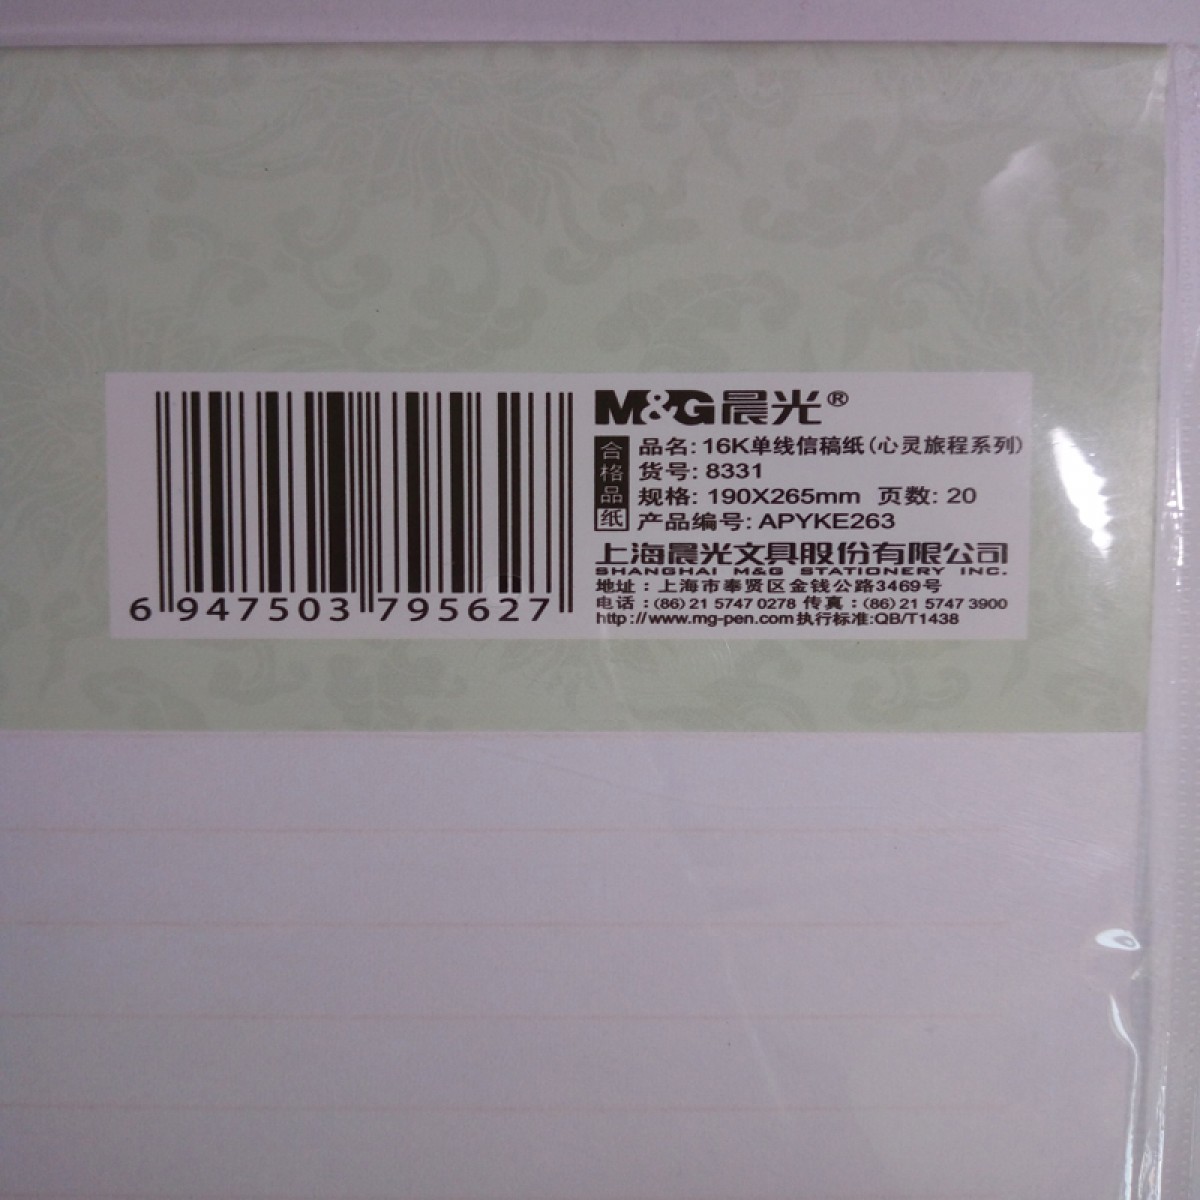 M&G晨光®
合格品纸
品名: 16K单线信稿纸(心灵旅程系列)
货号: 8331
规格: 190X265mm 页数: 20
产品编号: APYKE263
上海晨光文具股份有限公司
SHANGHAI M&G STATIONERY INC.
地址：上海市奉贤区金钱公路3469号
电话：(86) 21 5747 0278 传真：(86) 21 5747 3900
http://www.mg-pen.com 执行标准:QB/T1438
6 947503 795627